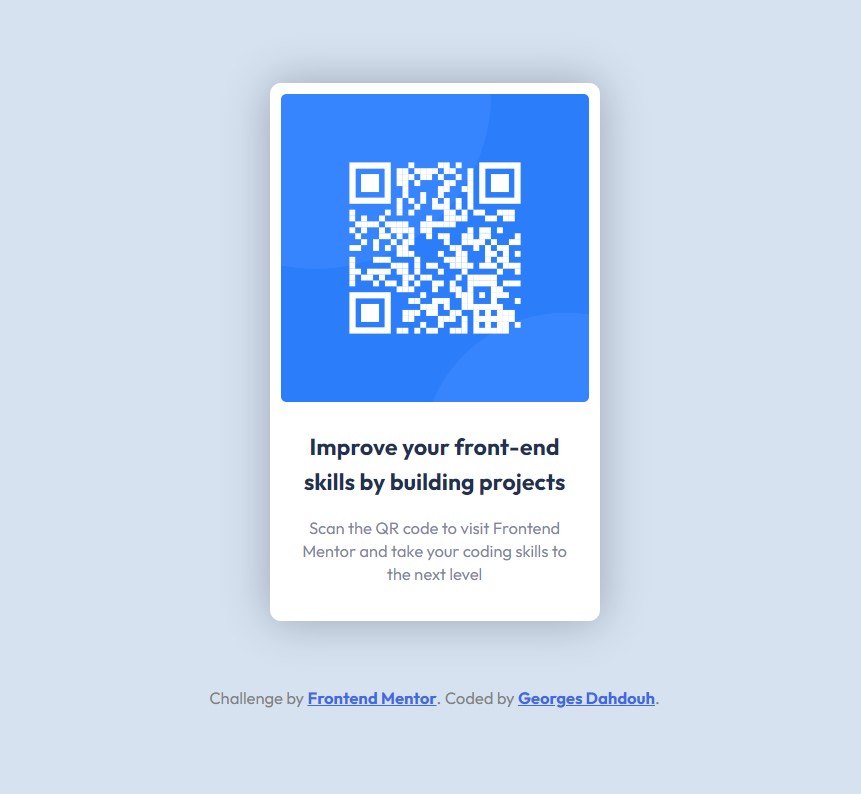 Improve your front-end
skills by building projects
Scan the QR code to visit Frontend
Mentor and take your coding skills to
the next level
Challenge by Frontend Mentor. Coded by Georges Dahdouh.